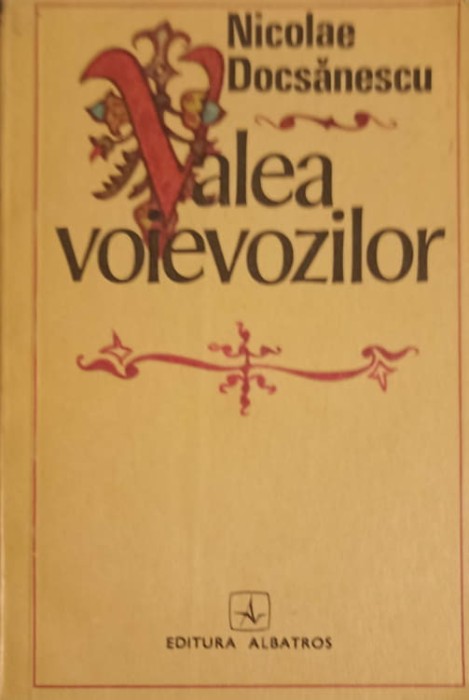 Nicolae
Docsănescu
Valea
voievozilor
EDITURA ALBATROS